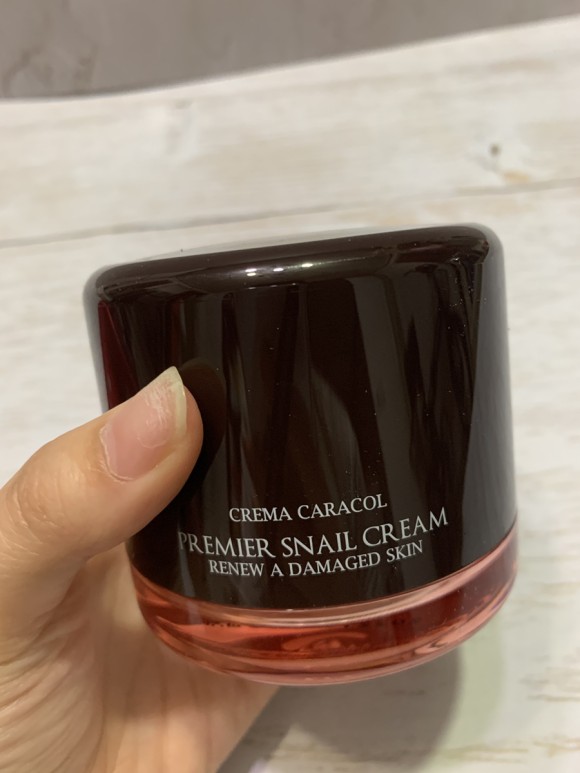 CREMA CARACOL
PREMIER SNAIL CREAM
RENEW A DAMAGED SKIN